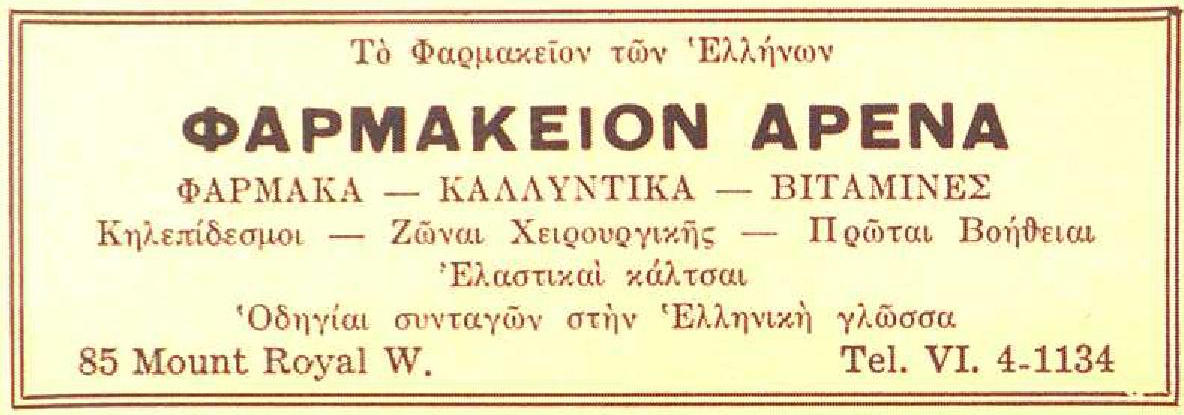 Τὸ Φαρμακεῖον τῶν Ἑλλήνων
ΦΑΡΜΑΚΕΙΟΝ ΑΡΕΝΑ
ΦΑΡΜΑΚΑ — ΚΑΛΛΥΝΤΙΚΑ — ΒΙΤΑΜΙΝΕΣ
Κηλεπίδεσμοι — Ζῶναι Χειρουργικῆς — Πρῶται Βοήθειαι
Ἐλαστικαὶ κάλτσαι
Ὁδηγίαι συνταγῶν στὴν Ἑλληνικὴ γλῶσσα
85 Mount Royal W. Tel. VI. 4-1134